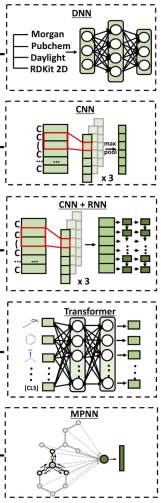 DNN
Morgan
Pubchem
Daylight
RDKit 2D
CNN
C
C
(
C
...
C
...
max
pool
x 3
CNN + RNN
C
C
(
C
...
C
...
x 3
Transformer
[CLS]
MPNN